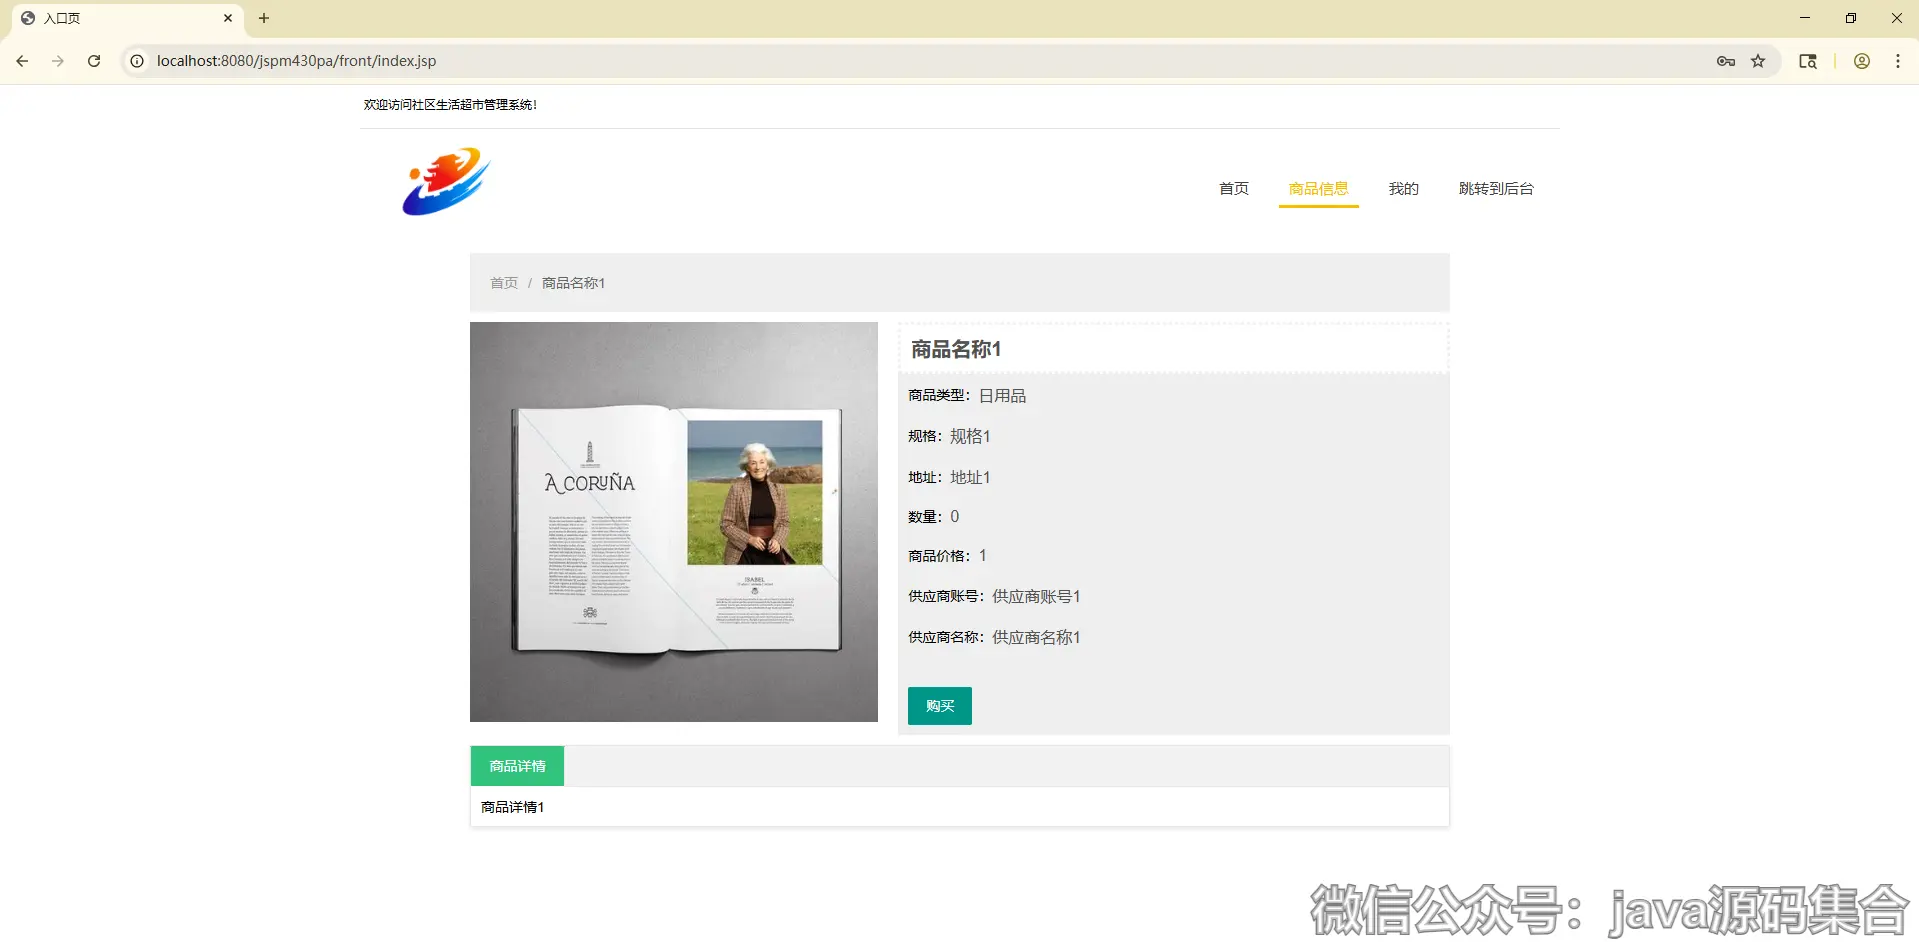 入口页
localhost:8080/jspm430pa/front/index.jsp
欢迎访问社区生活超市管理系统!
首页 商品信息 我的 跳转到后台
首页 / 商品名称1
A CORUÑA
ISABEL
商品名称1
商品类型：日用品
规格：规格1
地址：地址1
数量：0
商品价格：1
供应商账号：供应商账号1
供应商名称：供应商名称1
购买
商品详情
商品详情1
微信公众号：java源码集合